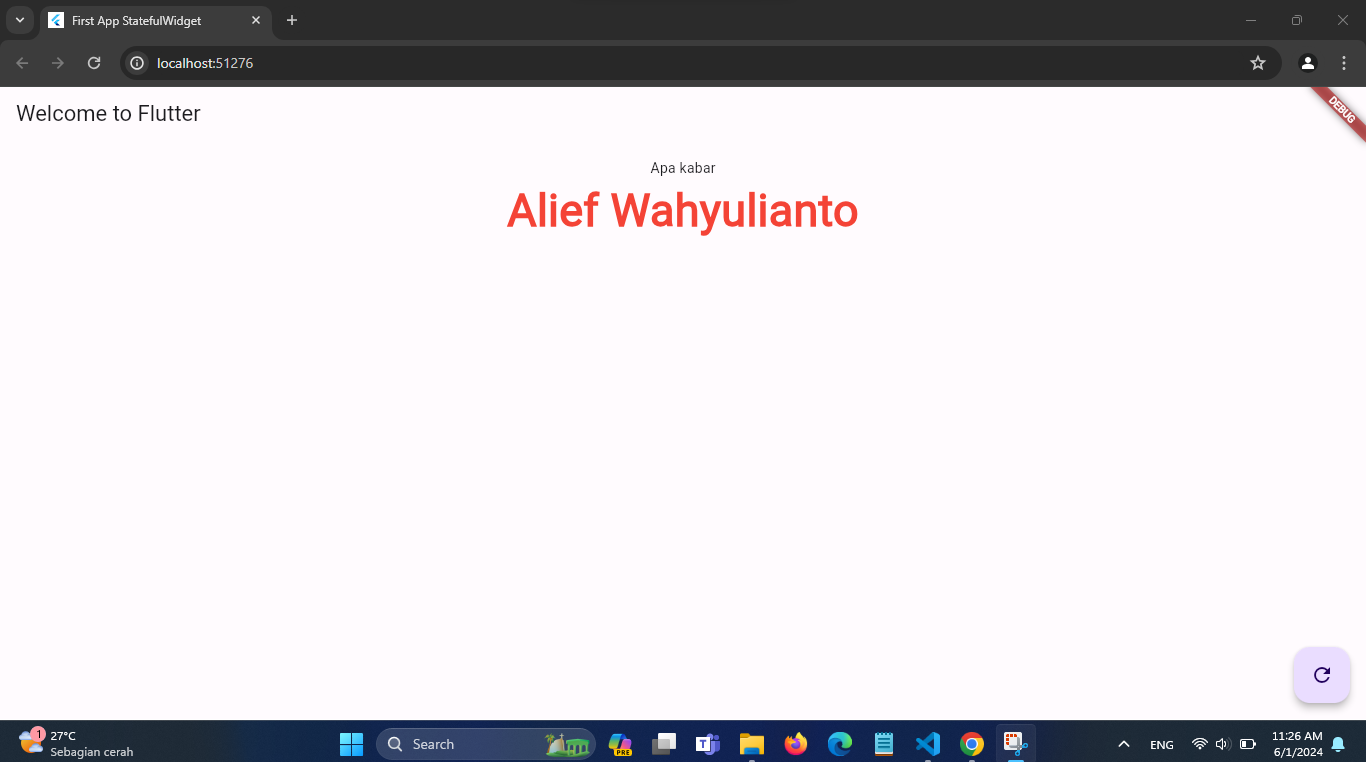 First App StatefulWidget
localhost:51276
Welcome to Flutter
DEBUG
Apa kabar
Alief Wahyulianto
1
27°C
Sebagian cerah
Search
PRE
ENG
11:26 AM
6/1/2024